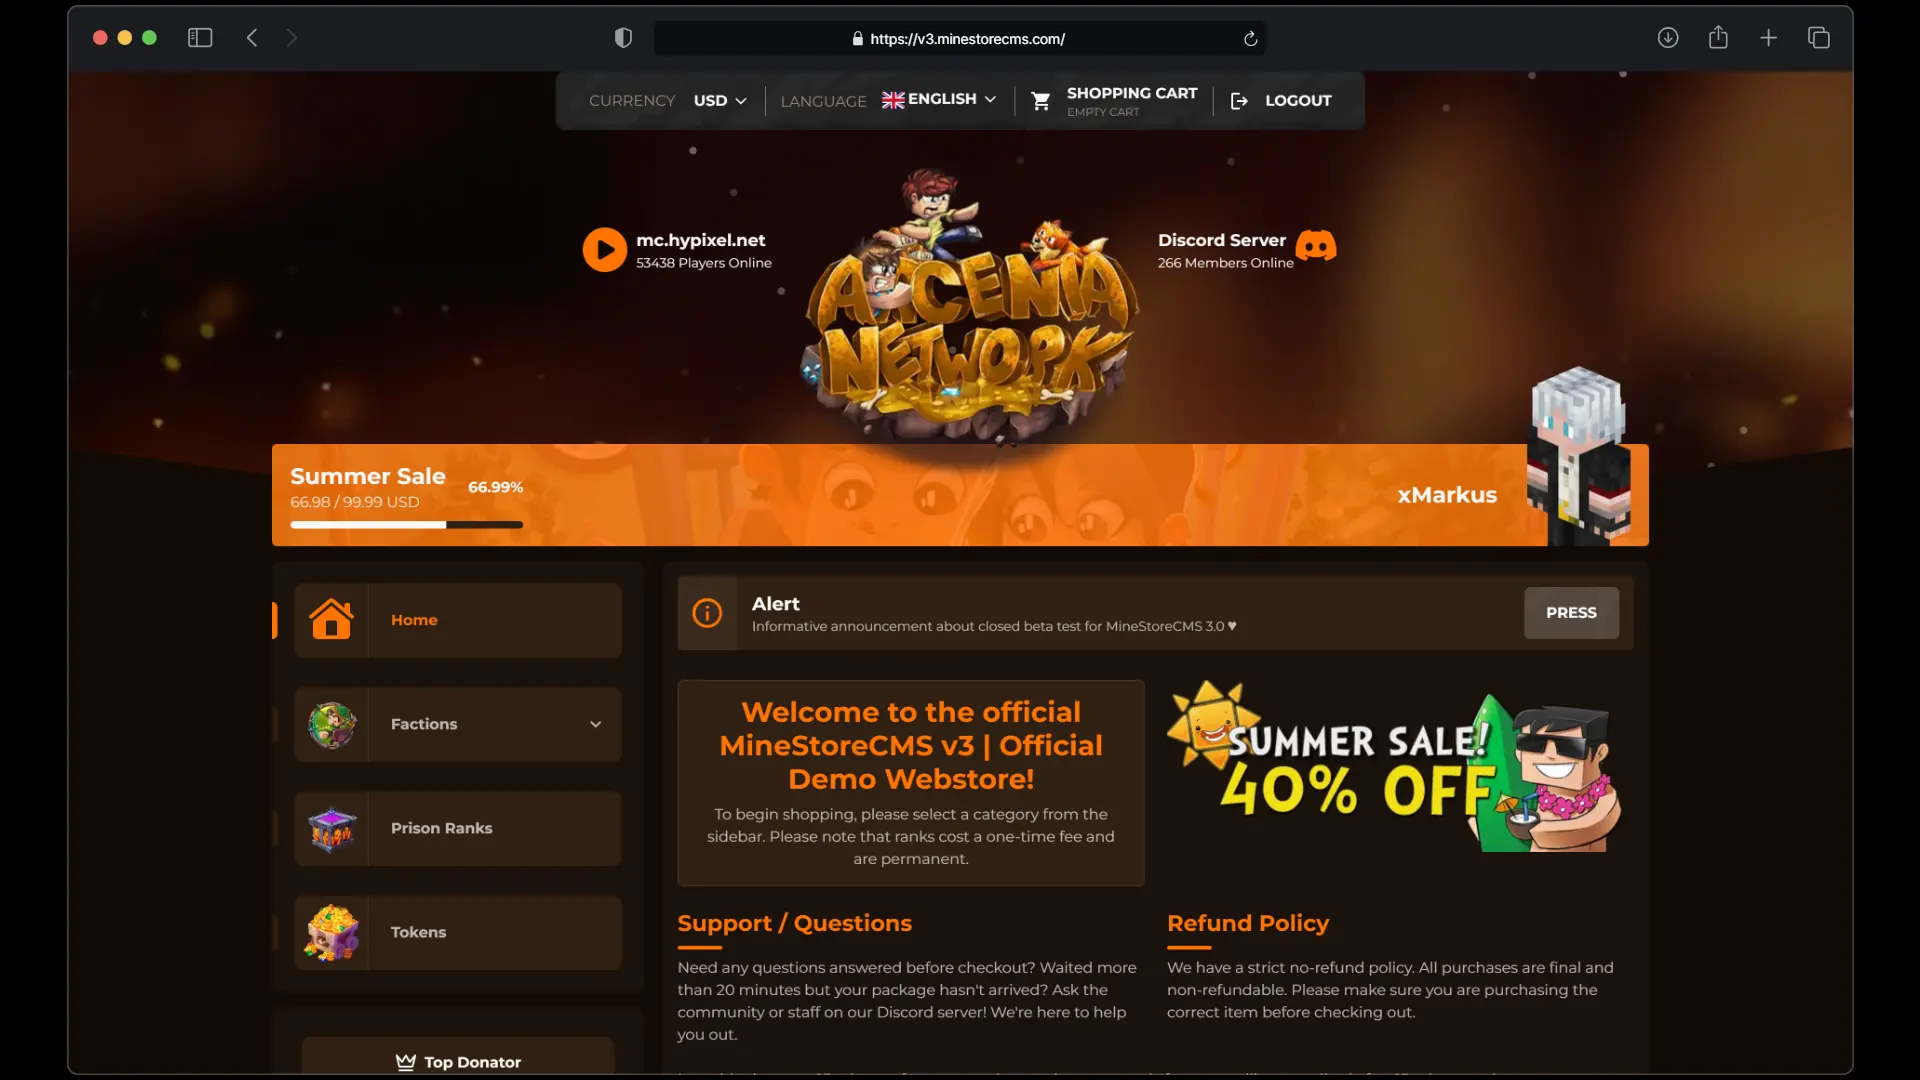 https://v3.minestorecms.com/
CURRENCY USD LANGUAGE ENGLISH SHOPPING CART LOGOUT
EMPTY CART
mc.hypixel.net
53438 Players Online
Discord Server
266 Members Online
ARCENIA
NETWORK
Summer Sale
66.98 / 99.99 USD
66.99%
xMarkus
Home
Factions
Prison Ranks
Tokens
Top Donator
Alert
Informative announcement about closed beta test for MineStoreCMS 3.0 ♥
PRESS
Welcome to the official
MineStoreCMS v3 | Official
Demo Webstore!
To begin shopping, please select a category from the
sidebar. Please note that ranks cost a one-time fee and
are permanent.
SUMMER SALE!
40% OFF
Support / Questions
Need any questions answered before checkout? Waited more
than 20 minutes but your package hasn't arrived? Ask the
community or staff on our Discord server! We're here to help
you out.
Refund Policy
We have a strict no-refund policy. All purchases are final and
non-refundable. Please make sure you are purchasing the
correct item before checking out.